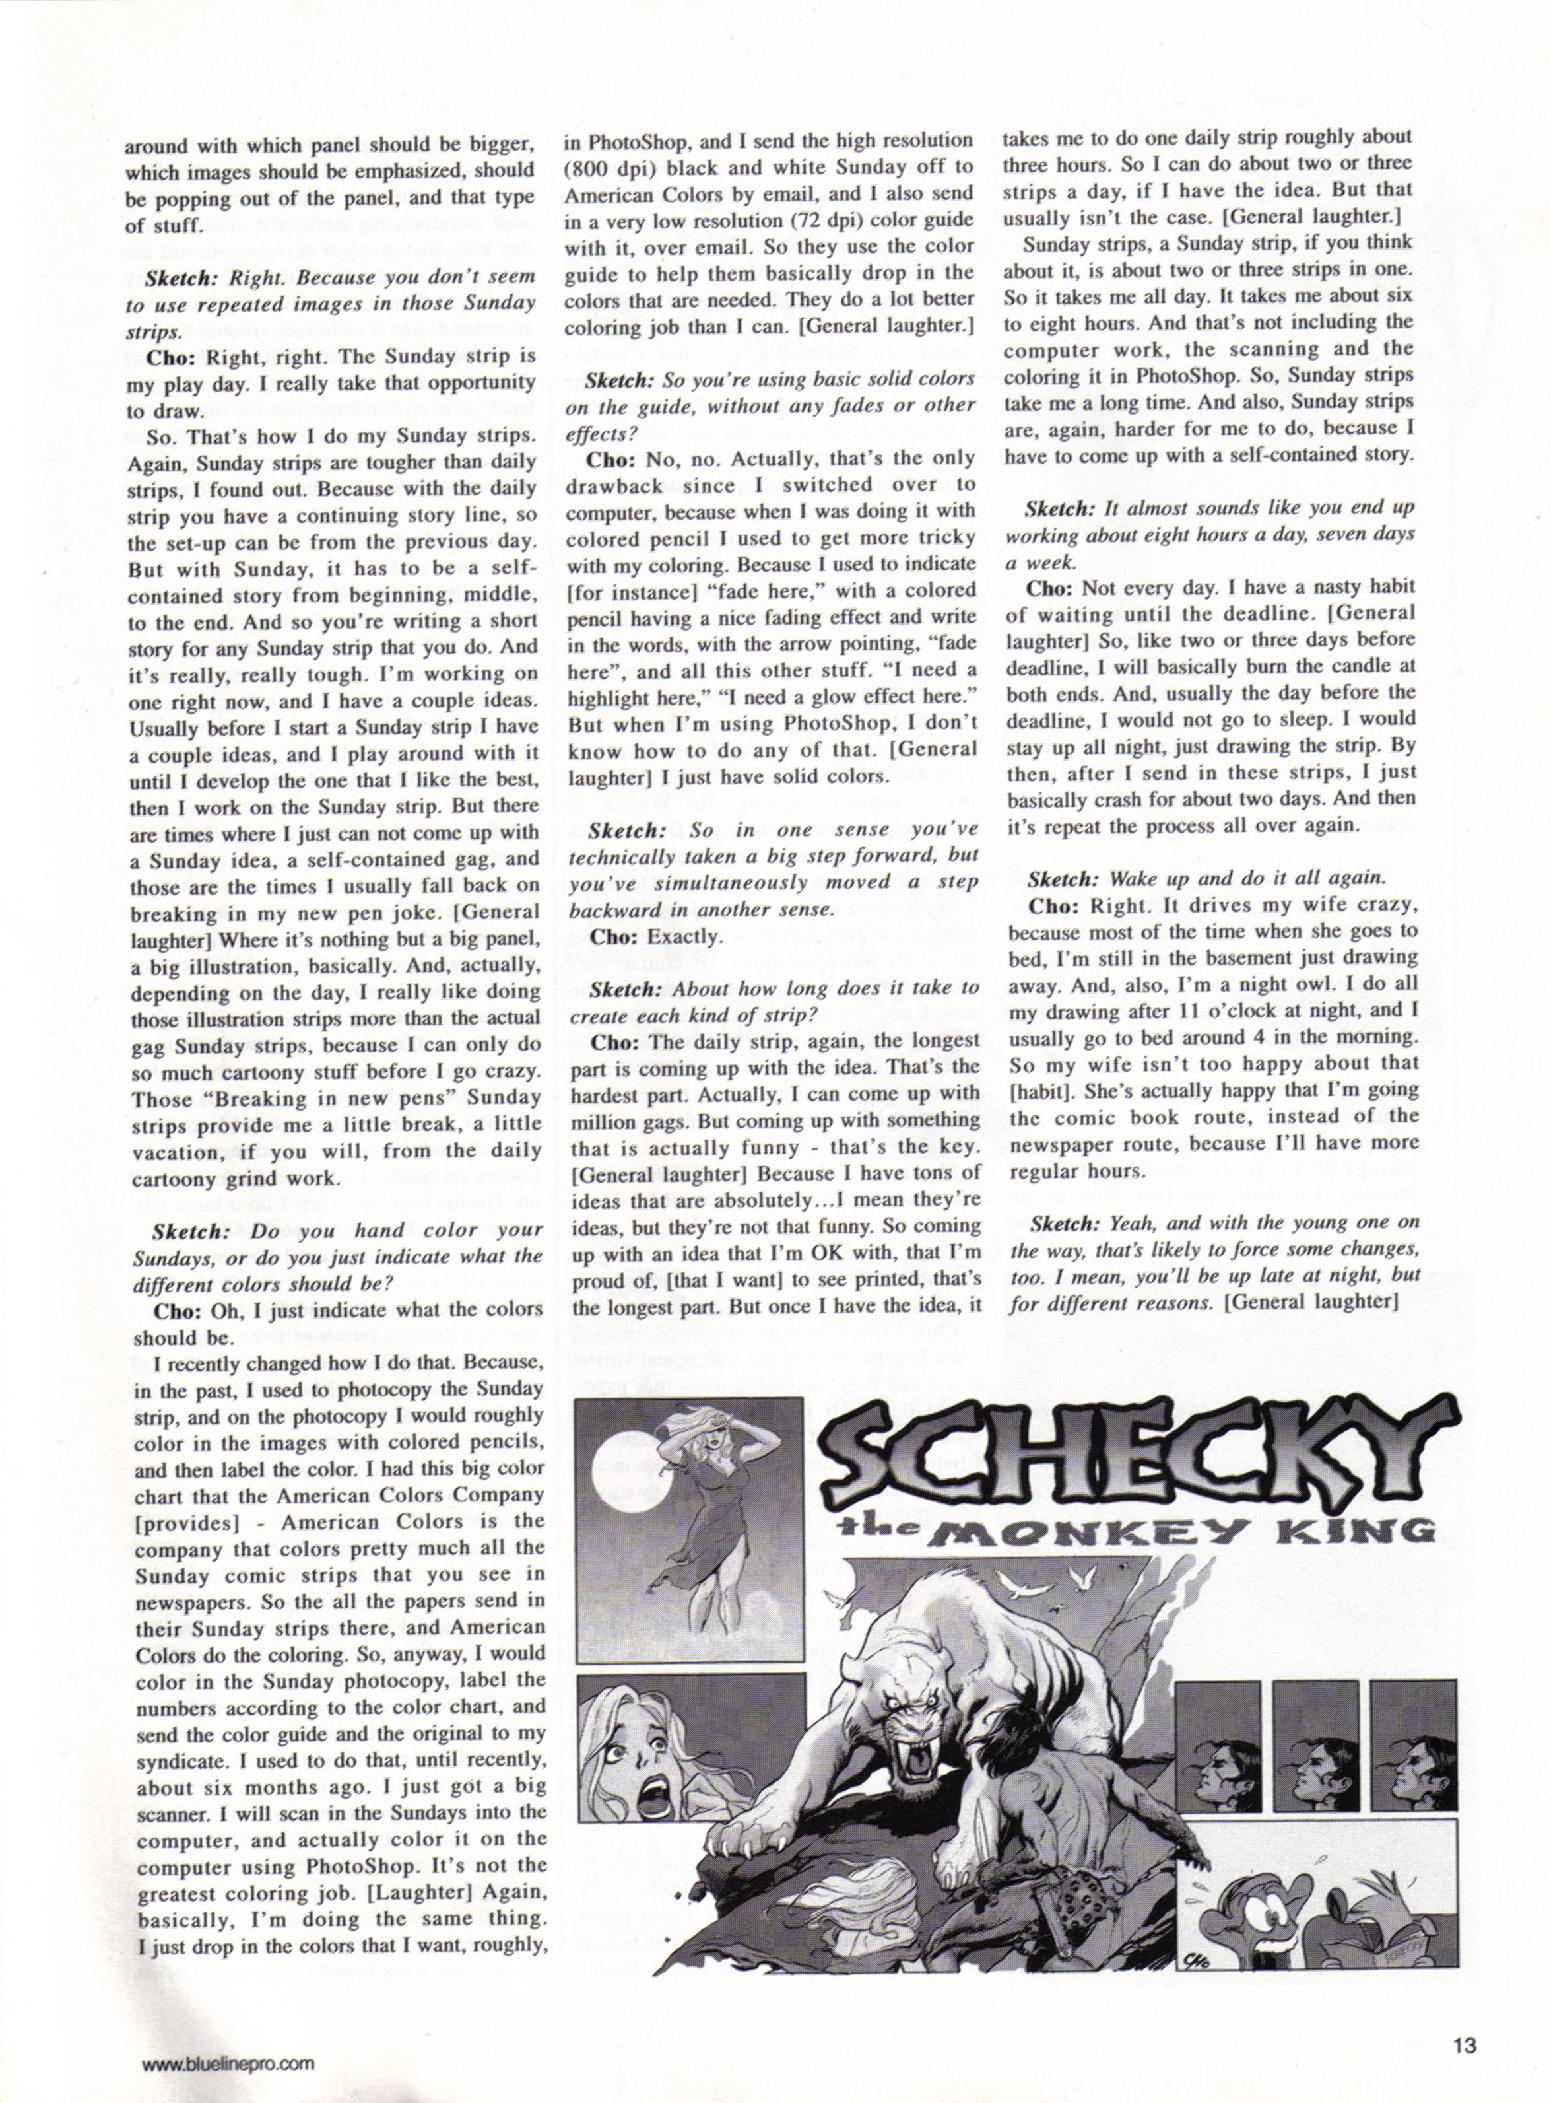 around with which panel should be bigger,
which images should be emphasized, should
be popping out of the panel, and that type
of stuff.
Sketch: Right. Because you don't seem
to use repeated images in those Sunday
strips.
Cho: Right, right. The Sunday strip is
my play day. I really take that opportunity
to draw.
So. That's how I do my Sunday strips.
Again, Sunday strips are tougher than daily
strips, I found out. Because with the daily
strip you have a continuing story line, so
the set-up can be from the previous day.
But with Sunday, it has to be a self-
contained story from beginning, middle,
to the end. And so you're writing a short
story for any Sunday strip that you do. And
it's really, really tough. I'm working on
one right now, and I have a couple ideas.
Usually before I start a Sunday strip I have
a couple ideas, and I play around with it
until I develop the one that I like the best,
then I work on the Sunday strip. But there
are times where I just can not come up with
a Sunday idea, a self-contained gag, and
those are the times I usually fall back on
breaking in my new pen joke. [General
laughter] Where it's nothing but a big panel,
a big illustration, basically. And, actually,
depending on the day, I really like doing
those illustration strips more than the actual
gag Sunday strips, because I can only do
so much cartoony stuff before I go crazy.
Those “Breaking in new pens” Sunday
strips provide me a little break, a little
vacation, if you will, from the daily
cartoony grind work.
Sketch: Do you hand color your
Sundays, or do you just indicate what the
different colors should be?
Cho: Oh, I just indicate what the colors
should be.
I recently changed how I do that. Because,
in the past, I used to photocopy the Sunday
strip, and on the photocopy I would roughly
color in the images with colored pencils,
and then label the color. I had this big color
chart that the American Colors Company
[provides] - American Colors is the
company that colors pretty much all the
Sunday comic strips that you see in
newspapers. So the all the papers send in
their Sunday strips there, and American
Colors do the coloring. So, anyway, I would
color in the Sunday photocopy, label the
numbers according to the color chart, and
send the color guide and the original to my
syndicate. I used to do that, until recently,
about six months ago. I just got a big
scanner. I will scan in the Sundays into the
computer, and actually color it on the
computer using PhotoShop. It's not the
greatest coloring job. [Laughter] Again,
basically, I'm doing the same thing.
I just drop in the colors that I want, roughly,
in PhotoShop, and I send the high resolution
(800 dpi) black and white Sunday off to
American Colors by email, and I also send
in a very low resolution (72 dpi) color guide
with it, over email. So they use the color
guide to help them basically drop in the
colors that are needed. They do a lot better
coloring job than I can. [General laughter.]
Sketch: So you're using basic solid colors
on the guide, without any fades or other
effects?
Cho: No, no. Actually, that's the only
drawback since I switched over to
computer, because when I was doing it with
colored pencil I used to get more tricky
with my coloring. Because I used to indicate
[for instance] “fade here,” with a colored
pencil having a nice fading effect and write
in the words, with the arrow pointing, “fade
here”, and all this other stuff. “I need a
highlight here,” “I need a glow effect here.”
But when I'm using PhotoShop, I don't
know how to do any of that. [General
laughter] I just have solid colors.
Sketch: So in one sense you've
technically taken a big step forward, but
you've simultaneously moved a step
backward in another sense.
Cho: Exactly.
Sketch: About how long does it take to
create each kind of strip?
Cho: The daily strip, again, the longest
part is coming up with the idea. That's the
hardest part. Actually, I can come up with
million gags. But coming up with something
that is actually funny - that's the key.
[General laughter] Because I have tons of
ideas that are absolutely...I mean they're
ideas, but they're not that funny. So coming
up with an idea that I'm OK with, that I'm
proud of, [that I want] to see printed, that's
the longest part. But once I have the idea, it
takes me to do one daily strip roughly about
three hours. So I can do about two or three
strips a day, if I have the idea. But that
usually isn't the case. [General laughter.]
Sunday strips, a Sunday strip, if you think
about it, is about two or three strips in one.
So it takes me all day. It takes me about six
to eight hours. And that's not including the
computer work, the scanning and the
coloring it in PhotoShop. So, Sunday strips
take me a long time. And also, Sunday strips
are, again, harder for me to do, because I
have to come up with a self-contained story.
Sketch: It almost sounds like you end up
working about eight hours a day, seven days
a week.
Cho: Not every day. I have a nasty habit
of waiting until the deadline. [General
laughter] So, like two or three days before
deadline, I will basically burn the candle at
both ends. And, usually the day before the
deadline, I would not go to sleep. I would
stay up all night, just drawing the strip. By
then, after I send in these strips, I just
basically crash for about two days. And then
it's repeat the process all over again.
Sketch: Wake up and do it all again.
Cho: Right. It drives my wife crazy,
because most of the time when she goes to
bed, I'm still in the basement just drawing
away. And, also, I'm a night owl. I do all
my drawing after 11 o'clock at night, and I
usually go to bed around 4 in the morning.
So my wife isn't too happy about that
[habit]. She's actually happy that I'm going
the comic book route, instead of the
newspaper route, because I'll have more
regular hours.
Sketch: Yeah, and with the young one on
the way, that's likely to force some changes,
too. I mean, you'll be up late at night, but
for different reasons. [General laughter]
SCHECKY
the MONKEY KING
CHO
www.bluelinepro.com
13